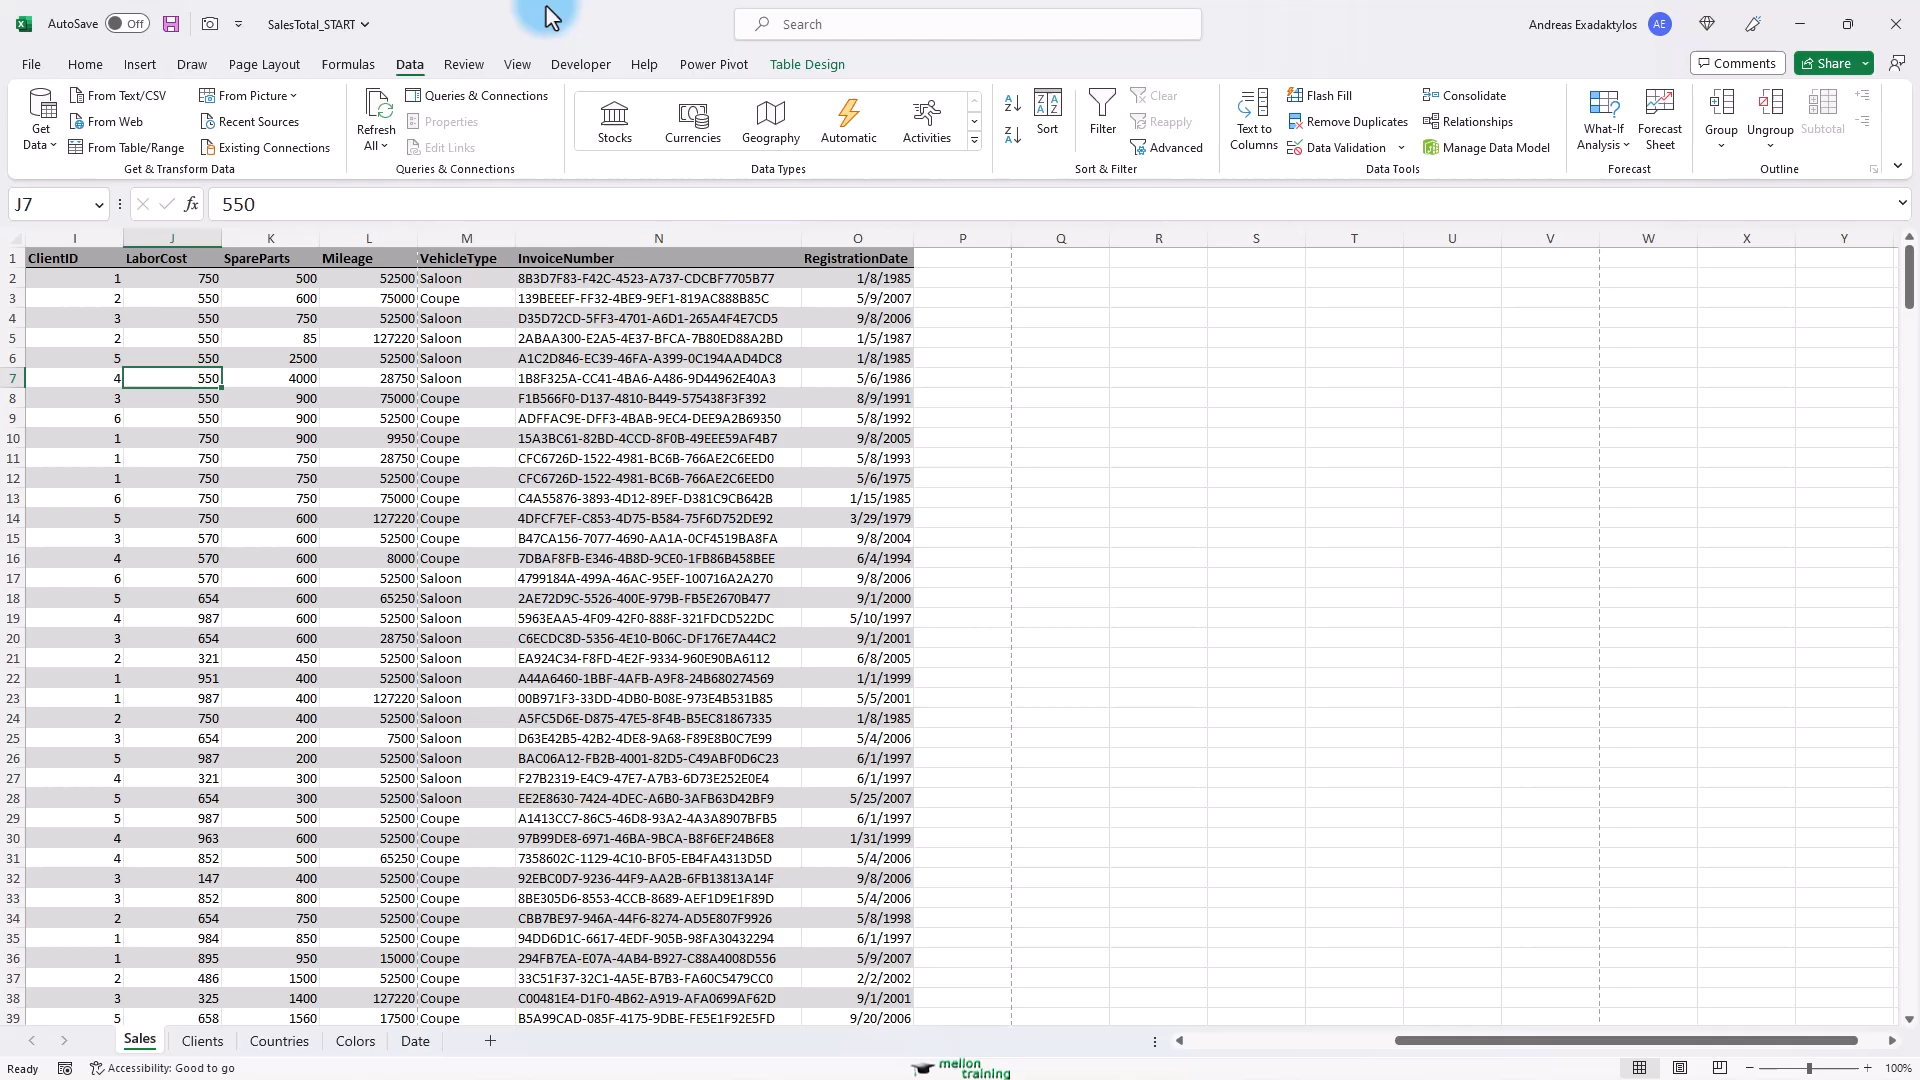 AutoSave Off SalesTotal_START Search Andreas Exadaktylos AE
File Home Insert Draw Page Layout Formulas Data Review View Developer Help Power Pivot Table Design Comments Share
Get Data From Text/CSV From Web From Table/Range From Picture Recent Sources Existing Connections
Get & Transform Data
Refresh All Queries & Connections Properties Edit Links
Queries & Connections
Stocks Currencies Geography Automatic Activities
Data Types
Sort Filter Clear Reapply Advanced
Sort & Filter
Text to Columns Flash Fill Remove Duplicates Data Validation Consolidate Relationships Manage Data Model
Data Tools
What-If Analysis Forecast Sheet
Forecast
Group Ungroup Subtotal
Outline
J7 fx 550
I J K L M N O P Q R S T U V W X Y
1 ClientID LaborCost SpareParts Mileage VehicleType InvoiceNumber RegistrationDate
2 1 750 500 52500 Saloon 8B3D7F83-F42C-4523-A737-CDCBF7705B77 1/8/1985
3 2 550 600 75000 Coupe 139BEEEF-FF32-4BE9-9EF1-819AC888B85C 5/9/2007
4 3 550 750 52500 Saloon D35D72CD-5FF3-4701-A6D1-265A4F4E7CD5 9/8/2006
5 2 550 85 127220 Saloon 2ABAA300-E2A5-4E37-BFCA-7B80ED88A2BD 1/5/1987
6 5 550 2500 52500 Saloon A1C2D846-EC39-46FA-A399-0C194AAD4DC8 1/8/1985
7 4 550 4000 28750 Saloon 1B8F325A-CC41-4BA6-A486-9D44962E40A3 5/6/1986
8 3 550 900 75000 Coupe F1B566F0-D137-4810-B449-575438F3F392 8/9/1991
9 6 550 900 52500 Coupe ADFFAC9E-DFF3-4BAB-9EC4-DEE9A2B69350 5/8/1992
10 1 750 900 9950 Coupe 15A3BC61-82BD-4CCD-8F0B-49EEE59AF4B7 9/8/2005
11 1 750 750 28750 Coupe CFC6726D-1522-4981-BC6B-766AE2C6EED0 5/8/1993
12 1 750 750 52500 Coupe CFC6726D-1522-4981-BC6B-766AE2C6EED0 5/6/1975
13 6 750 750 75000 Coupe C4A55876-3893-4D12-89EF-D381C9CB642B 1/15/1985
14 5 750 600 127220 Coupe 4DFCF7EF-C853-4D75-B584-75F6D752DE92 3/29/1979
15 3 570 600 52500 Coupe B47CA156-7077-4690-AA1A-0CF4519BA8FA 9/8/2004
16 4 570 600 8000 Coupe 7DBAF8FB-E346-4B8D-9CE0-1FB86B458BEE 6/4/1994
17 6 570 600 52500 Saloon 4799184A-499A-46AC-95EF-100716A2A270 9/8/2006
18 5 654 600 65250 Saloon 2AE72D9C-5526-400E-979B-FB5E2670B477 9/1/2000
19 4 987 600 52500 Saloon 5963EAA5-4F09-42F0-888F-321FDCD522DC 5/10/1997
20 3 654 600 28750 Saloon C6ECDC8D-5356-4E10-B06C-DF176E7A44C2 9/1/2001
21 2 321 450 52500 Saloon EA924C34-F8FD-4E2F-9334-960E90BA6112 6/8/2005
22 1 951 400 52500 Saloon A44A6460-1BBF-4AFB-A9F8-24B680274569 1/1/1999
23 1 987 400 127220 Saloon 00B971F3-33DD-4DB0-B08E-973E4B531B85 5/5/2001
24 2 750 400 52500 Saloon A5FC5D6E-D875-47E5-8F4B-B5EC81867335 1/8/1985
25 3 654 200 7500 Saloon D63E42B5-42B2-4DE8-9A68-F89E8B0C7E99 5/4/2006
26 5 987 200 52500 Saloon BAC06A12-FB2B-4001-82D5-C49ABF0D6C23 6/1/1997
27 4 321 300 52500 Saloon F27B2319-E4C9-47E7-A7B3-6D73E252E0E4 6/1/1997
28 5 654 300 52500 Saloon EE2E8630-7424-4DEC-A6B0-3AFB63D42BF9 5/25/2007
29 5 987 500 52500 Coupe A1413CC7-86C5-46D8-93A2-4A3A8907BFB5 6/1/1997
30 4 963 600 52500 Coupe 97B99DE8-6971-46BA-9BCA-B8F6EF24B6E8 1/31/1999
31 4 852 500 65250 Coupe 7358602C-1129-4C10-BF05-EB4FA4313D5D 5/4/2006
32 3 147 400 52500 Coupe 92EBC0D7-9236-44F9-AA2B-6FB13813A14F 9/8/2006
33 3 852 800 52500 Coupe 8BE305D6-8553-4CCB-8689-AEF1D9E1F89D 5/4/2006
34 2 654 750 52500 Coupe CBB7BE97-946A-44F6-8274-AD5E807F9926 5/8/1998
35 1 984 850 52500 Coupe 94DD6D1C-6617-4EDF-905B-98FA30432294 6/1/1997
36 1 895 950 15000 Coupe 294FB7EA-E07A-4AB4-B927-C88A4008D556 5/9/2007
37 2 486 1500 52500 Coupe 33C51F37-32C1-4A5E-B7B3-FA60C5479CC0 2/2/2002
38 3 325 1400 127220 Coupe C00481E4-D1F0-4B62-A919-AFA0699AF62D 9/1/2001
39 5 658 1560 17500 Coupe B5A99CAD-085F-4175-9DBE-FE5E1F92E5FD 9/20/2006
Sales Clients Countries Colors Date
Ready Accessibility: Good to go mellon training 100%